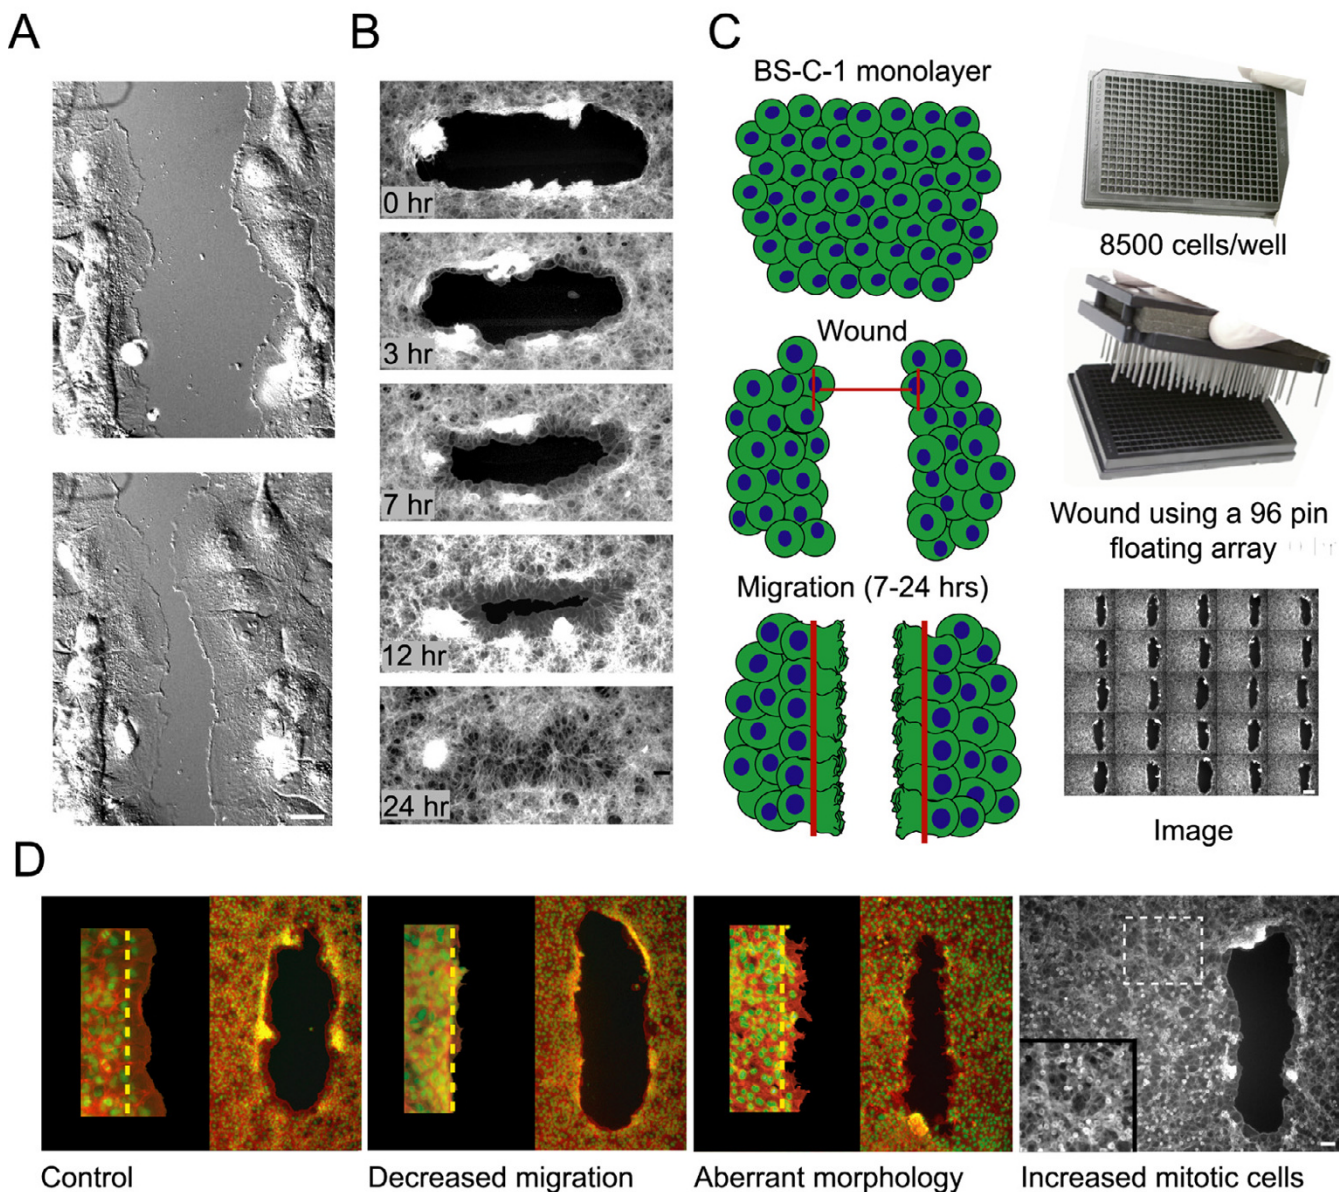 A
B
C
BS-C-1 monolayer
8500 cells/well
0 hr
3 hr
7 hr
12 hr
24 hr
Wound
Wound using a 96 pin
floating array
Migration (7-24 hrs)
Image
D
Control
Decreased migration
Aberrant morphology
Increased mitotic cells